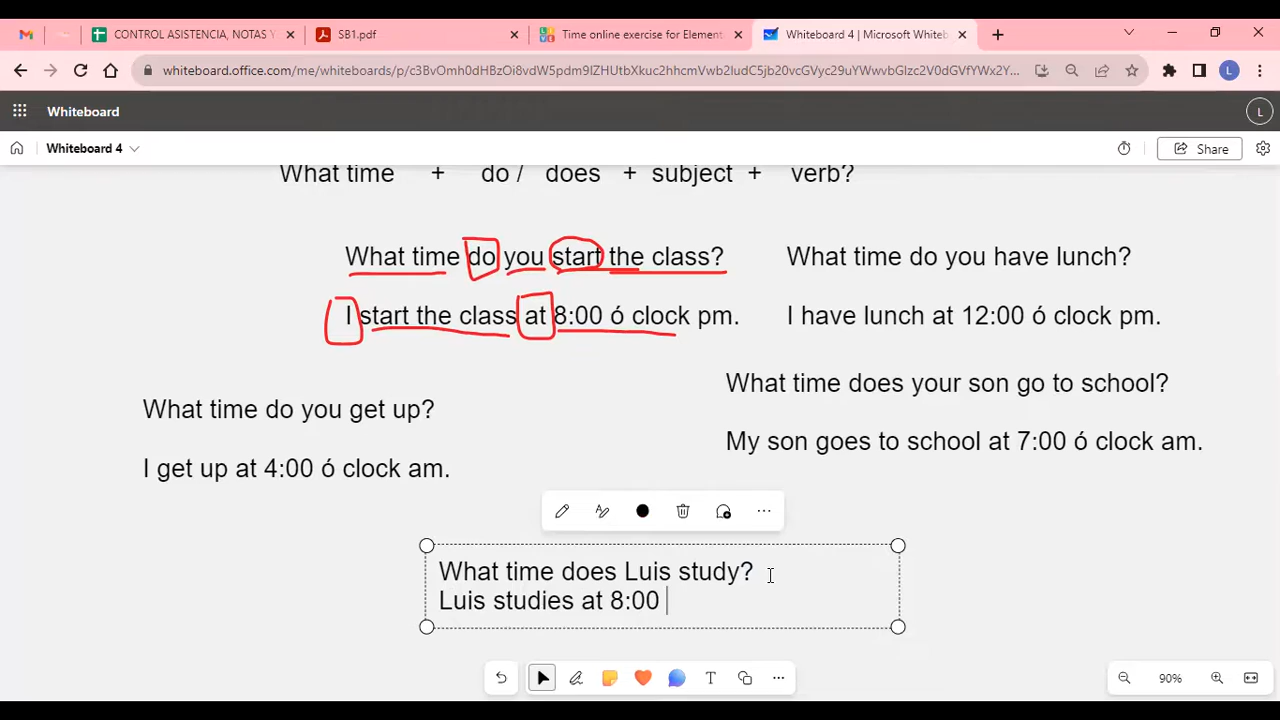 CONTROL ASISTENCIA, NOTAS Y
SB1.pdf
Time online exercise for Element
Whiteboard 4 | Microsoft Whiteb
L
Whiteboard
L
Whiteboard 4
Share
What time + do / does + subject + verb?
What time do you start the class?
I start the class at 8:00 ó clock pm.
What time do you have lunch?
I have lunch at 12:00 ó clock pm.
What time do you get up?
I get up at 4:00 ó clock am.
What time does your son go to school?
My son goes to school at 7:00 ó clock am.
What time does Luis study?
Luis studies at 8:00
T
90%